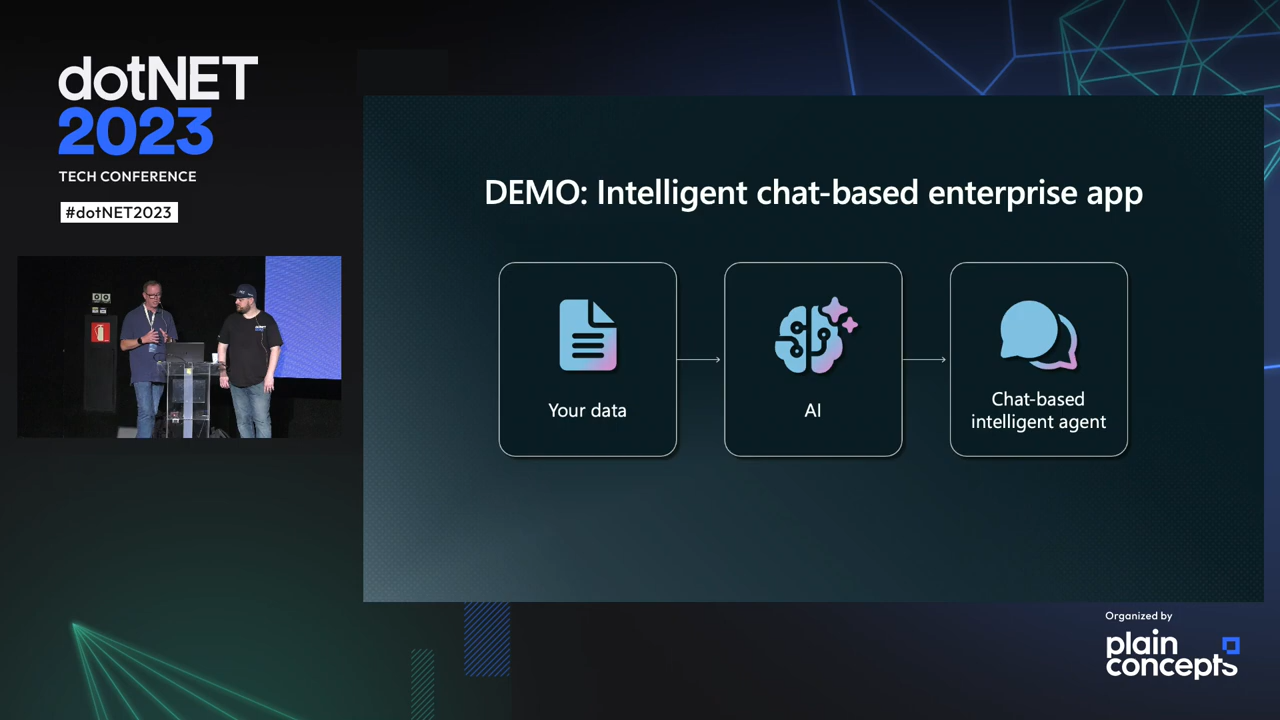 dotNET
2023
TECH CONFERENCE
#dotNET2023
DEMO: Intelligent chat-based enterprise app
Your data
AI
Chat-based
intelligent agent
Organized by
plain
concepts